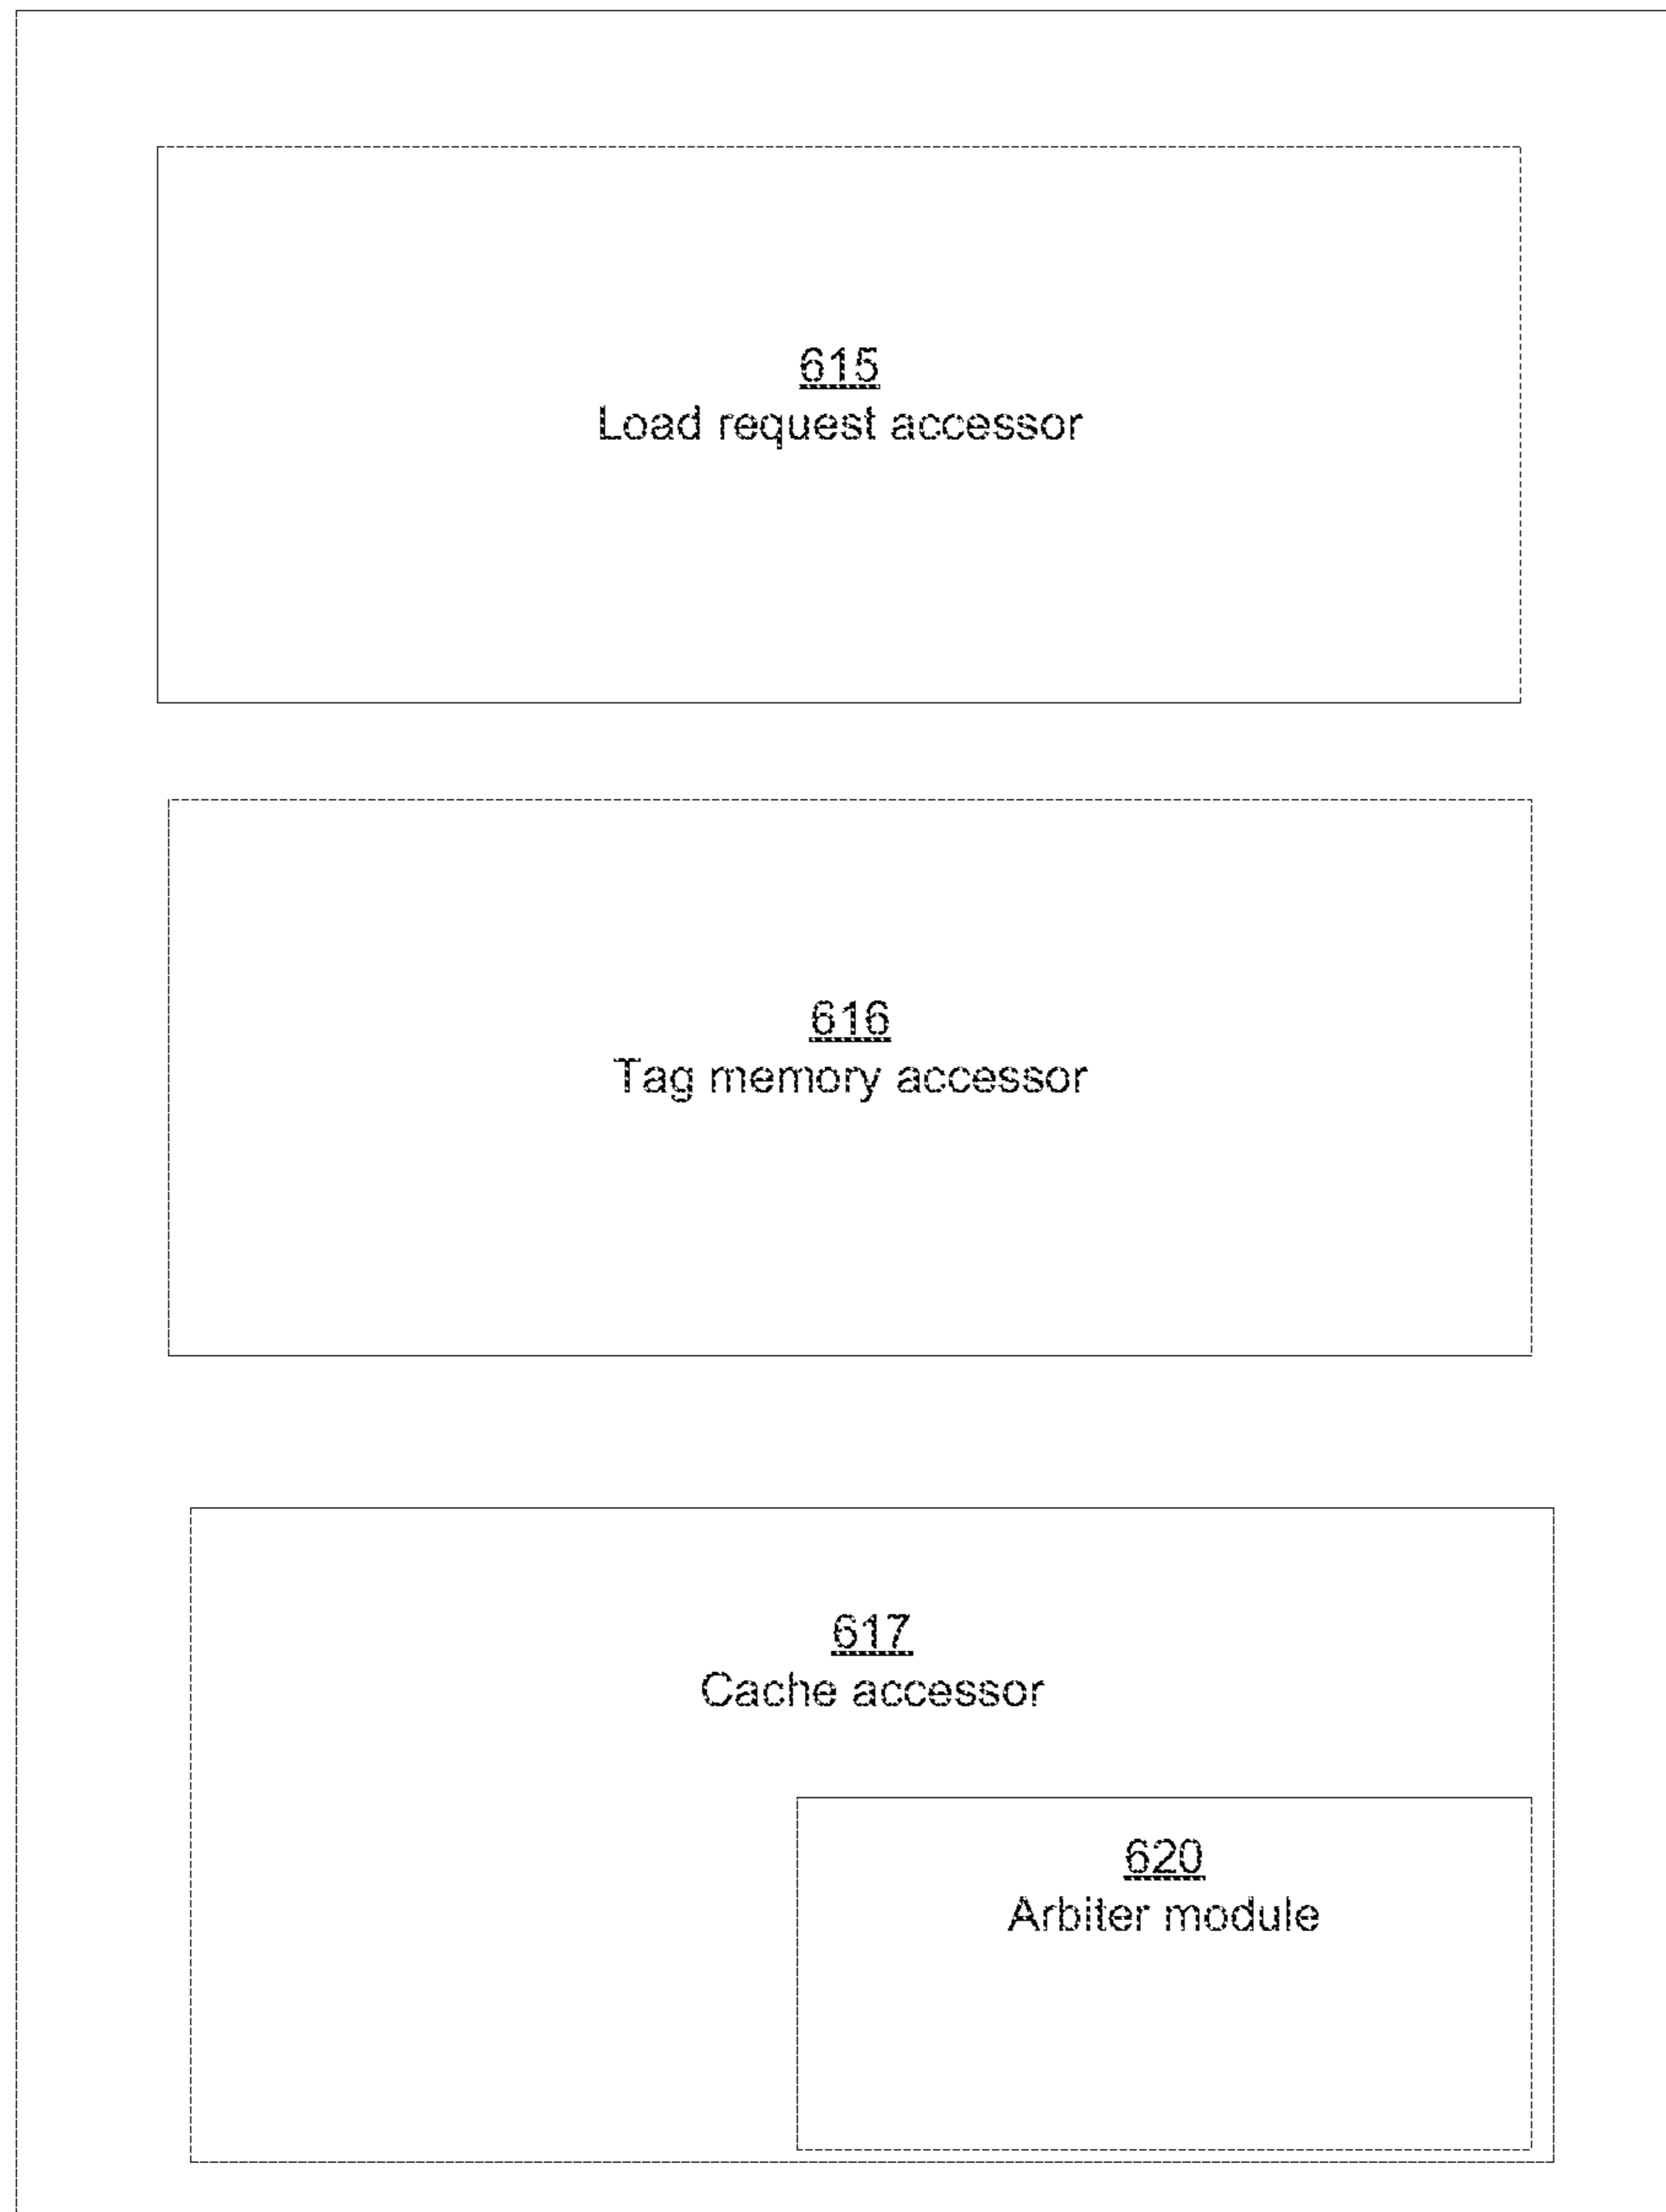 615
Load request accessor
616
Tag memory accessor
617
Cache accessor
620
Arbiter module